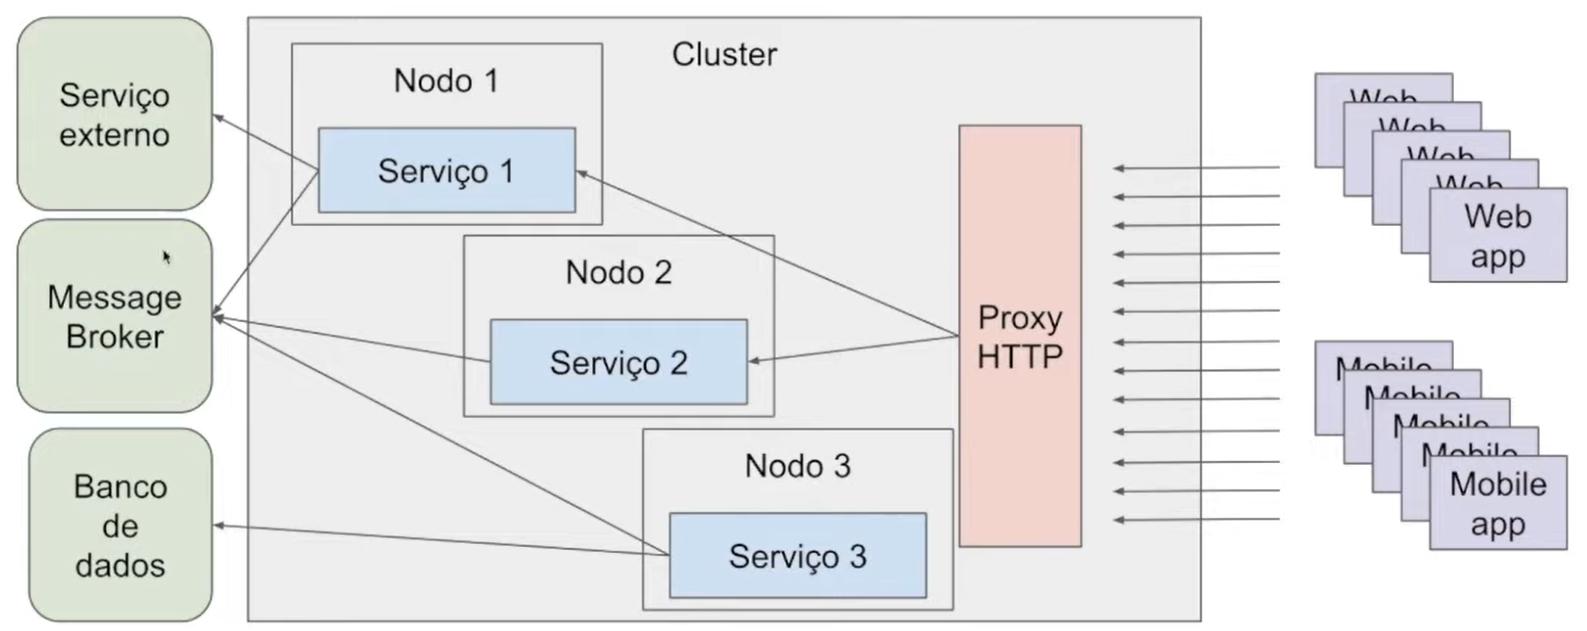 Cluster
Serviço
externo
Message
Broker
Banco
de
dados
Nodo 1
Serviço 1
Nodo 2
Serviço 2
Nodo 3
Serviço 3
Proxy
HTTP
Web
Web
Web
Web
Web
app
Mobile
Mobile
Mobile
Mobile
Mobile
app